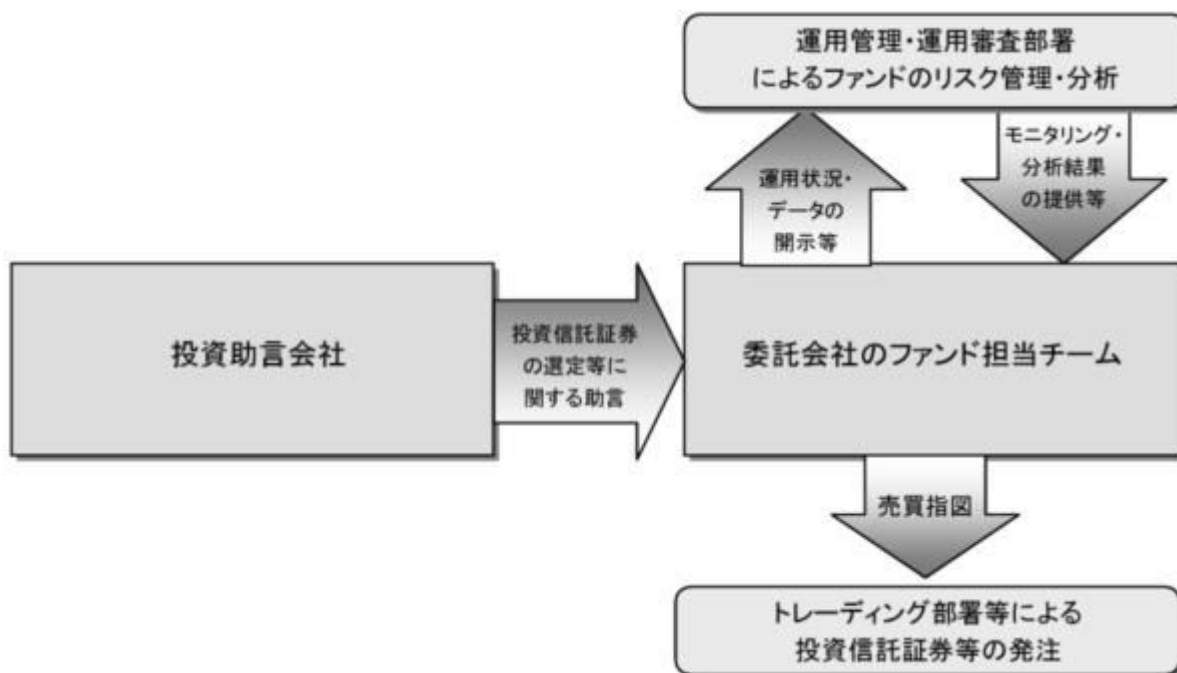 運用管理・運用審査部署
によるファンドのリスク管理・分析
運用状況・
データの
開示等
モニタリング・
分析結果
の提供等
投資助言会社
投資信託証券
の選定等に
関する助言
委託会社のファンド担当チーム
売買指図
トレーディング部署等による
投資信託証券等の発注